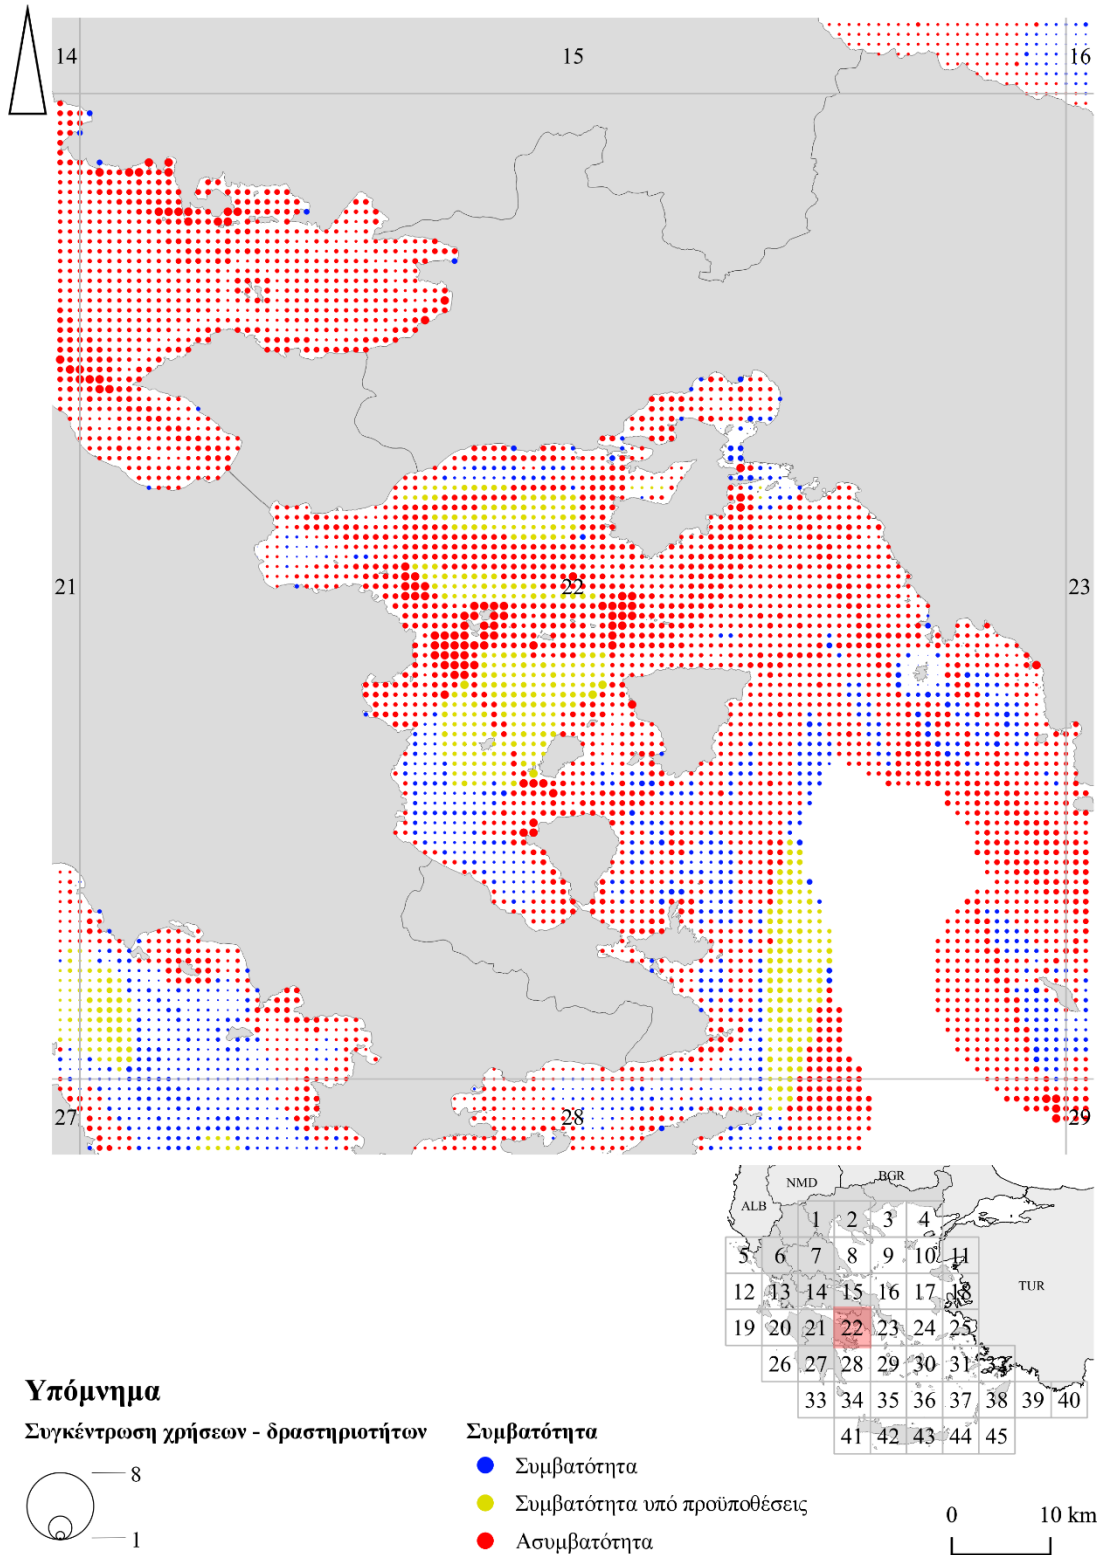 14 15 16
21 22 23
27 28 29
NMD BGR
ALB
1 2 3 4
5 6 7 8 9 10 11
TUR
12 13 14 15 16 17 18
19 20 21 22 23 24 25
26 27 28 29 30 31 32
33 34 35 36 37 38 39 40
41 42 43 44 45
Υπόμνημα
Συγκέντρωση χρήσεων - δραστηριοτήτων
8
1
Συμβατότητα
Συμβατότητα
Συμβατότητα υπό προϋποθέσεις
Ασυμβατότητα
0 10 km